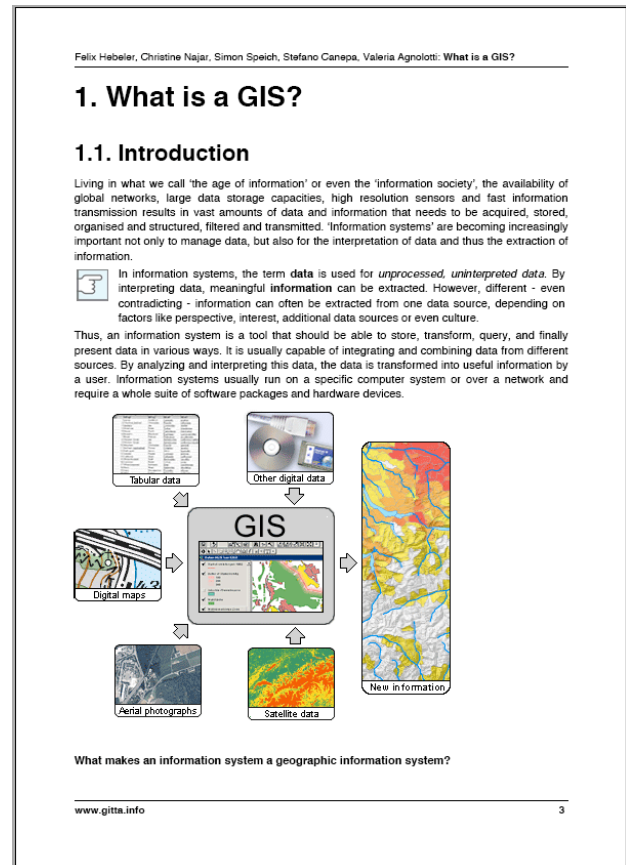 Felix Hebeler, Christine Najar, Simon Speich, Stefano Canepa, Valeria Agnolotti: What is a GIS?
1. What is a GIS?
1.1. Introduction
Living in what we call ‘the age of information’ or even the ‘information society’, the availability of
global networks, large data storage capacities, high resolution sensors and fast information
transmission results in vast amounts of data and information that needs to be acquired, stored,
organised and structured, filtered and transmitted. ‘Information systems’ are becoming increasingly
important not only to manage data, but also for the interpretation of data and thus the extraction of
information.
In information systems, the term data is used for unprocessed, uninterpreted data. By
interpreting data, meaningful information can be extracted. However, different - even
contradicting - information can often be extracted from one data source, depending on
factors like perspective, interest, additional data sources or even culture.
Thus, an information system is a tool that should be able to store, transform, query, and finally
present data in various ways. It is usually capable of integrating and combining data from different
sources. By analyzing and interpreting this data, the data is transformed into useful information by
a user. Information systems usually run on a specific computer system or over a network and
require a whole suite of software packages and hardware devices.
Tabular data
Other digital data
GIS
Digital maps
Aerial photographs
Satellite data
New information
What makes an information system a geographic information system?
www.gitta.info 3